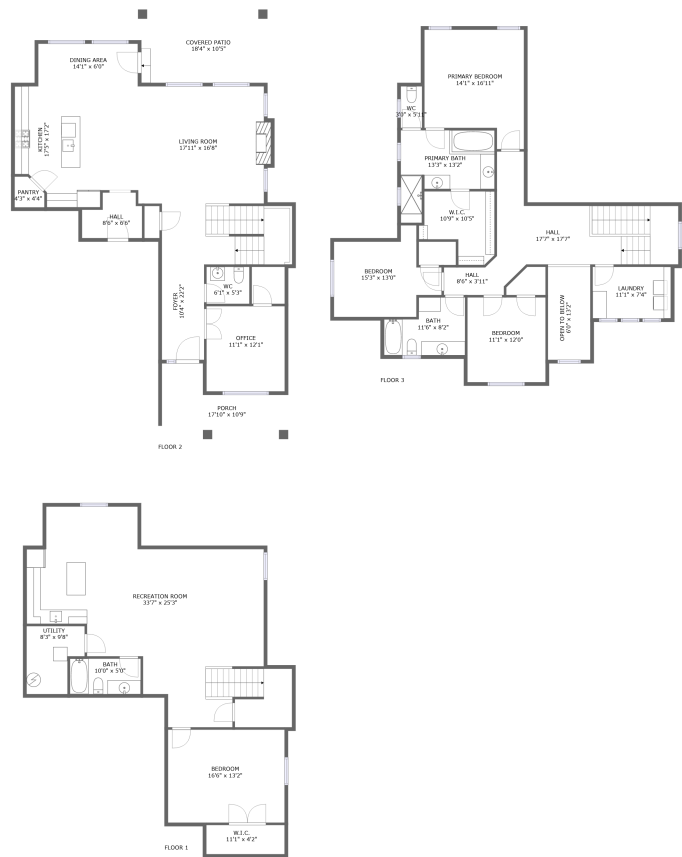 COVERED PATIO
18'4" x 10'5"
DINING AREA
14'1" x 6'0"
KITCHEN
17'5" x 17'2"
LIVING ROOM
17'11" x 16'8"
PANTRY
4'3" x 4'4"
HALL
8'6" x 6'6"
FOYER
10'4" x 22'2"
WC
6'1" x 5'3"
OFFICE
11'1" x 12'1"
PORCH
17'10" x 10'9"
FLOOR 2
PRIMARY BEDROOM
14'1" x 16'11"
WC
3'0" x 5'11"
PRIMARY BATH
13'3" x 13'2"
W.I.C.
10'9" x 10'5"
HALL
17'7" x 17'7"
BEDROOM
15'3" x 13'0"
HALL
8'6" x 3'11"
LAUNDRY
11'1" x 7'4"
OPEN TO BELOW
6'0" x 13'2"
BATH
11'6" x 8'2"
BEDROOM
11'1" x 12'0"
FLOOR 3
RECREATION ROOM
33'7" x 25'3"
UTILITY
8'3" x 9'8"
BATH
10'0" x 5'0"
BEDROOM
16'6" x 13'2"
W.I.C.
11'1" x 4'2"
FLOOR 1